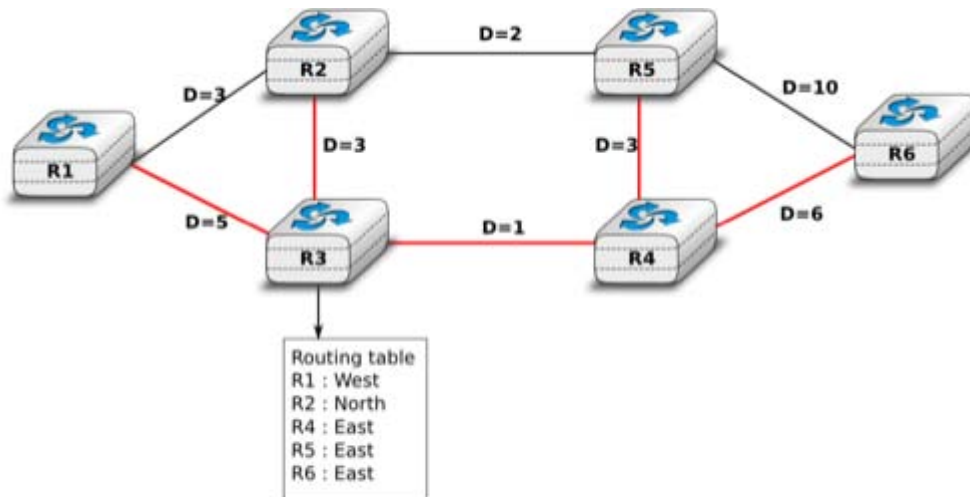 D=2
R2
R5
D=3
D=10
R1
D=3
D=3
R6
D=5
D=1
D=6
R3
R4
Routing table
R1 : West
R2 : North
R4 : East
R5 : East
R6 : East